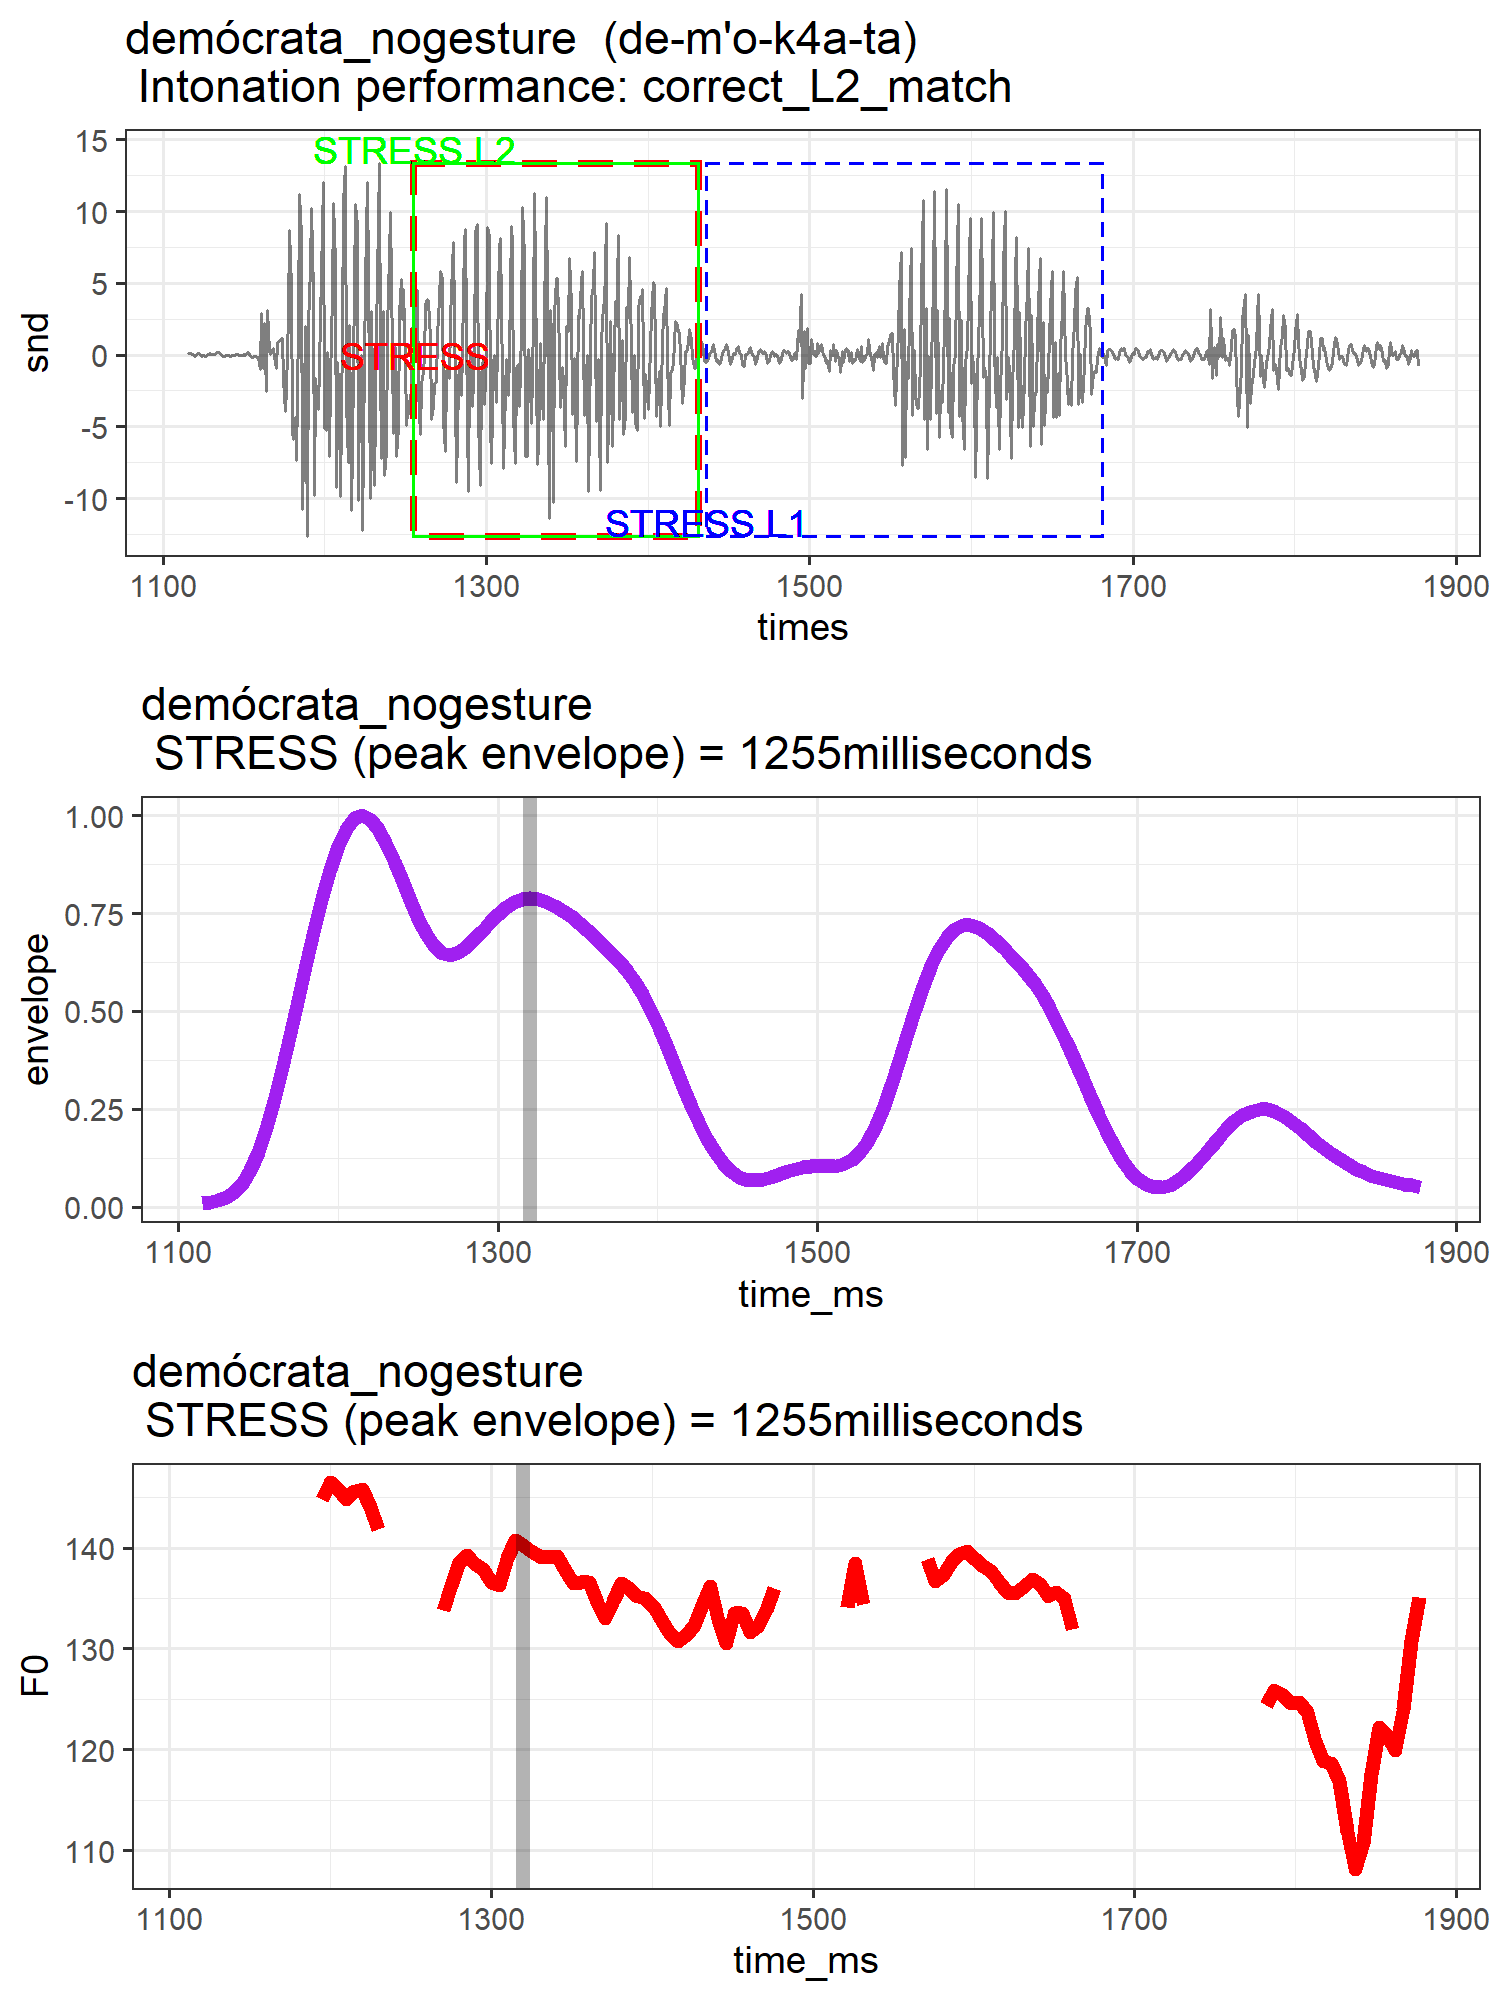 demócrata_nogesture  (de-m'o-k4a-ta)
Intonation performance: correct_L2_match
STRESS L2
STRESS
STRESS L1
snd
15
10
5
0
-5
-10
1100 1300 1500 1700 1900
times
demócrata_nogesture
STRESS (peak envelope) = 1255milliseconds
envelope
1.00
0.75
0.50
0.25
0.00
1100 1300 1500 1700 1900
time_ms
demócrata_nogesture
STRESS (peak envelope) = 1255milliseconds
F0
140
130
120
110
1100 1300 1500 1700 1900
time_ms